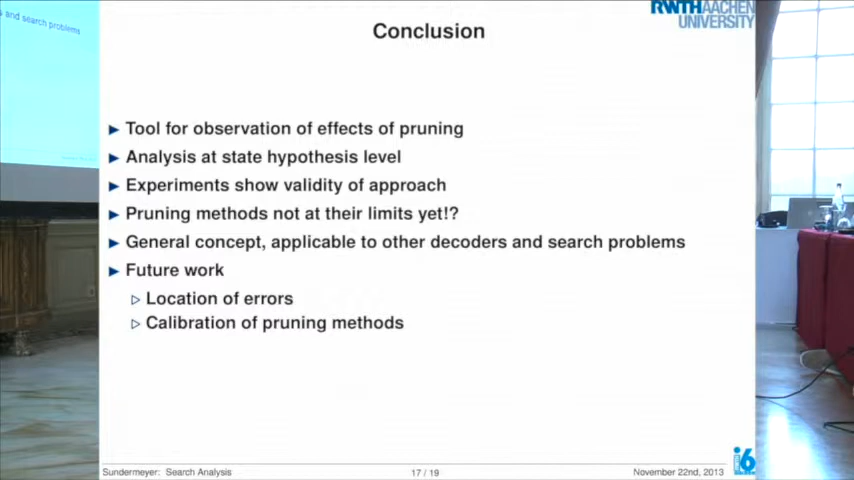 s and search problems
RWTH AACHEN
UNIVERSITY
Conclusion
Tool for observation of effects of pruning
Analysis at state hypothesis level
Experiments show validity of approach
Pruning methods not at their limits yet!?
General concept, applicable to other decoders and search problems
Future work
Location of errors
Calibration of pruning methods
Sundermeyer: Search Analysis
17 / 19
November 22nd, 2013
i6